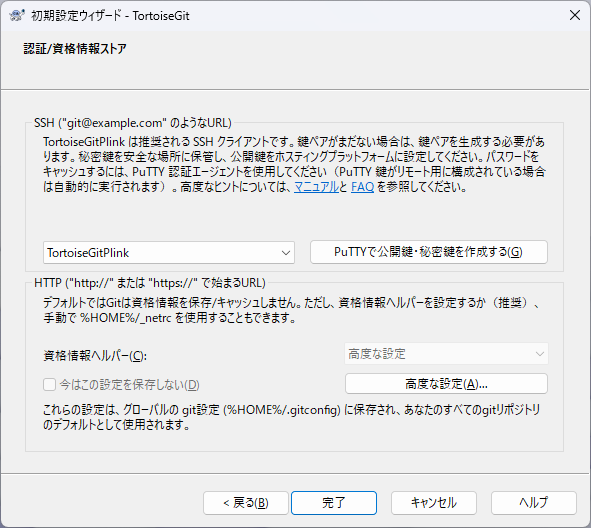 初期設定ウィザード - TortoiseGit
認証/資格情報ストア
SSH ("git@example.com" のようなURL)
TortoiseGitPlink は推奨される SSH クライアントです。鍵ペアがまだない場合は、鍵ペアを生成する必要があ
ります。秘密鍵を安全な場所に保管し、公開鍵をホスティングプラットフォームに設定してください。パスワードを
キャッシュするには、PuTTY 認証エージェントを使用してください（PuTTY 鍵がリモート用に構成されている場合
は自動的に実行されます）。高度なヒントについては、マニュアルと FAQ を参照してください。
TortoiseGitPlink
PuTTYで公開鍵・秘密鍵を作成する(G)
HTTP ("http://" または "https://" で始まるURL)
デフォルトではGitは資格情報を保存/キャッシュしません。ただし、資格情報ヘルパーを設定するか（推奨）、
手動で %HOME%/_netrc を使用することもできます。
資格情報ヘルパー(C):
高度な設定
今はこの設定を保存しない(D)
高度な設定(A)...
これらの設定は、グローバルの git設定 (%HOME%/.gitconfig) に保存され、あなたのすべてのgitリポジトリ
のデフォルトとして使用されます。
< 戻る(B)
完了
キャンセル
ヘルプ